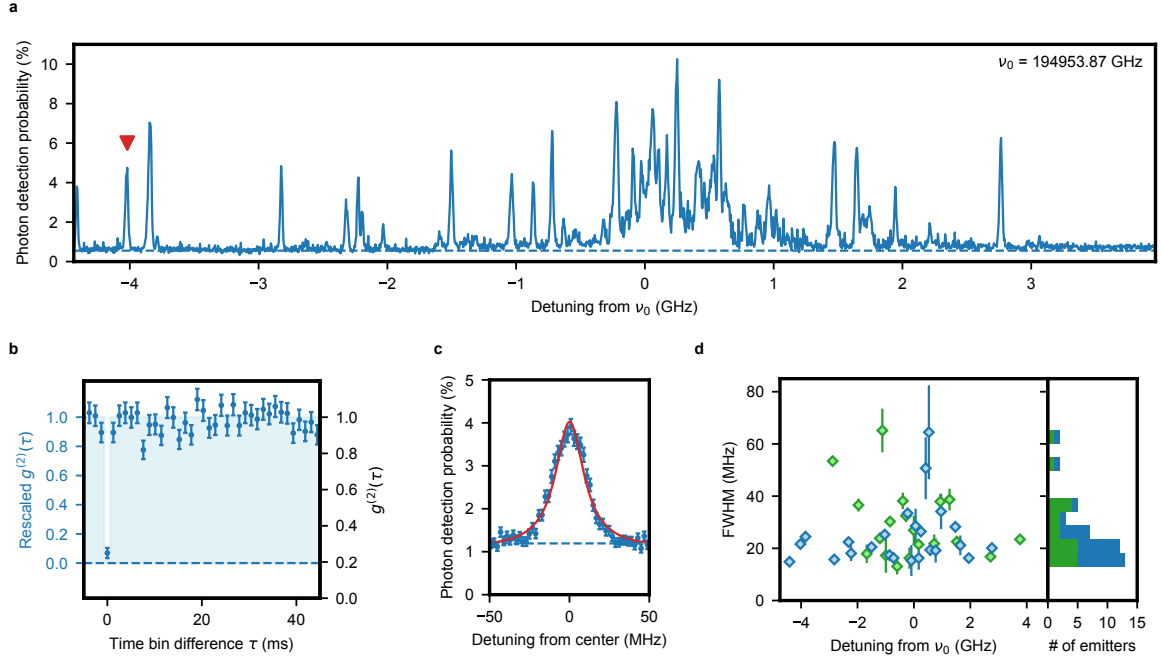 a
Photon detection probability (%)
10
8
6
4
2
0
ν₀ = 194953.87 GHz
−4 −3 −2 −1 0 1 2 3
Detuning from ν₀ (GHz)
b
Rescaled g⁽²⁾(τ)
1.0
0.8
0.6
0.4
0.2
0.0
1.0
0.8
0.6
0.4
0.2
0.0
g⁽²⁾(τ)
0 20 40
Time bin difference τ (ms)
c
Photon detection probability (%)
5
4
3
2
1
0
−50 0 50
Detuning from center (MHz)
d
FWHM (MHz)
80
60
40
20
0
−4 −2 0 2 4
Detuning from ν₀ (GHz)
0 5 10 15
# of emitters